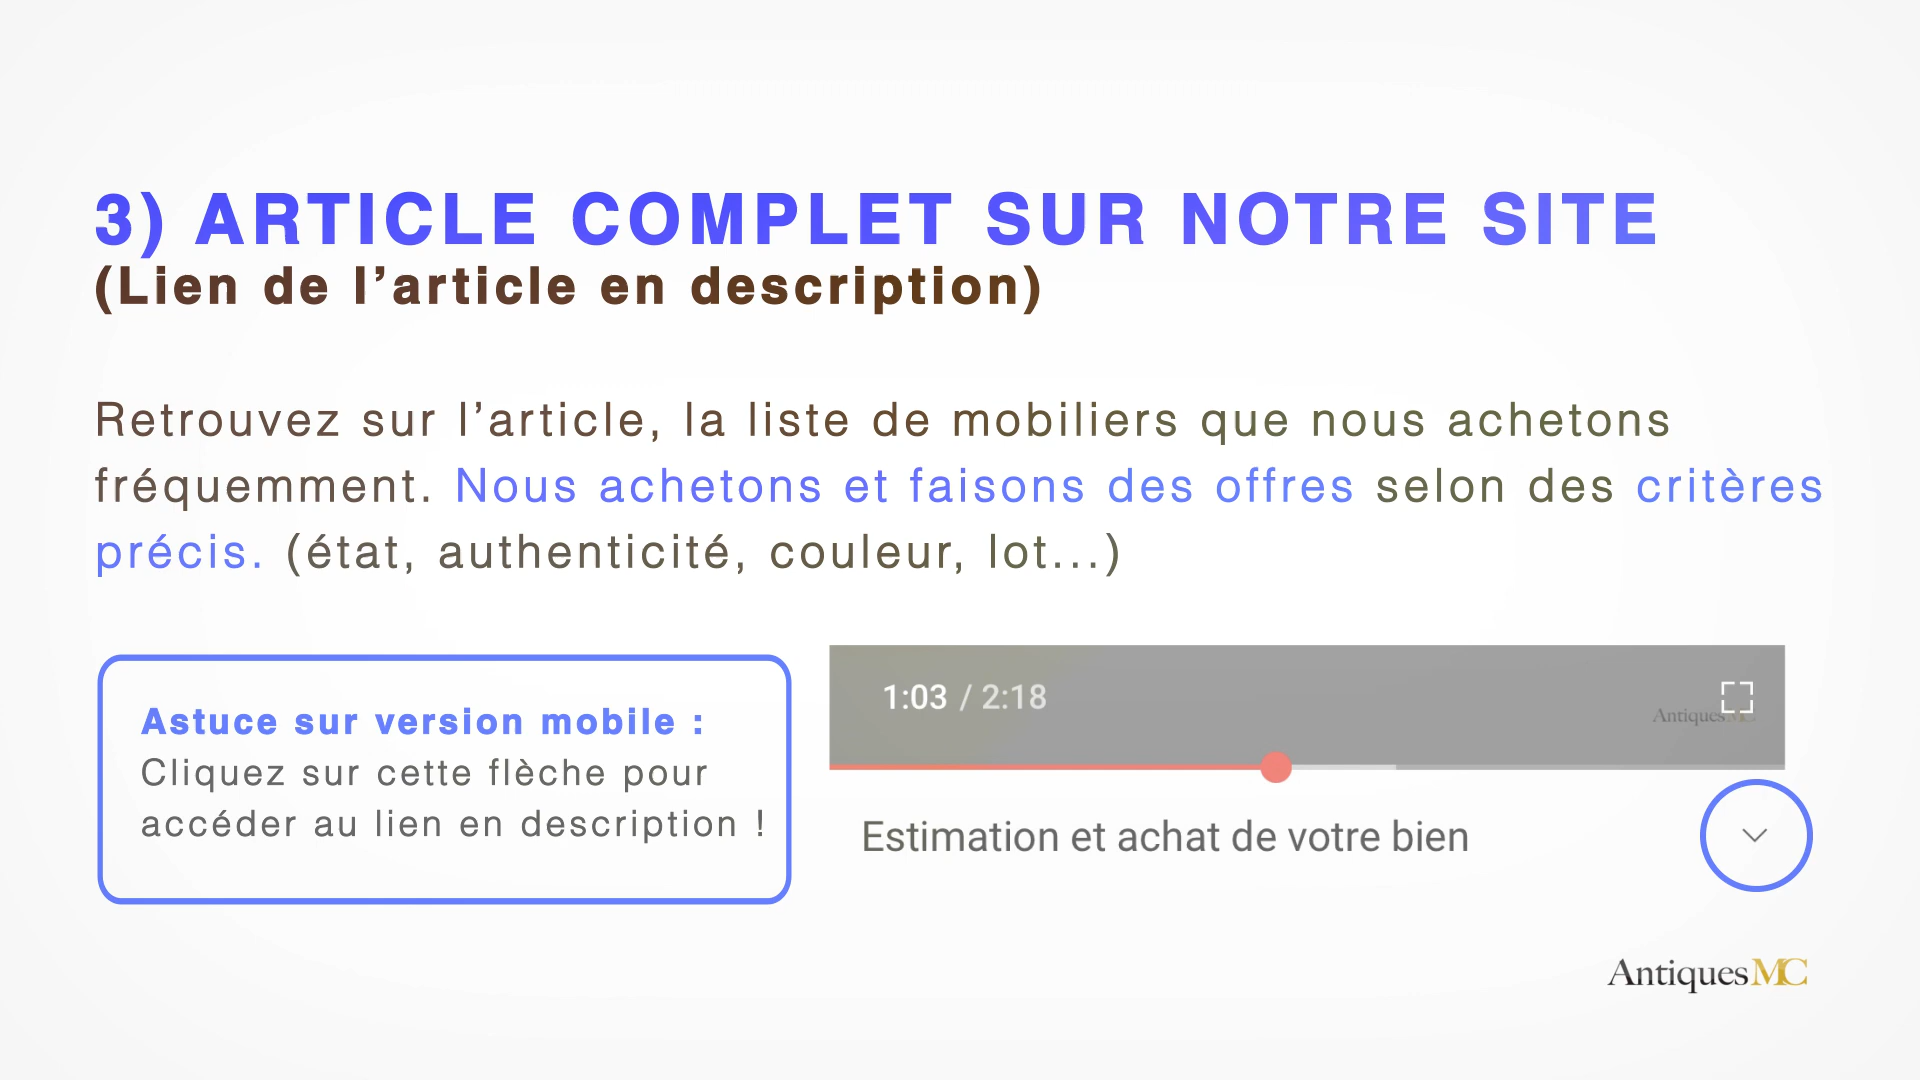 3) ARTICLE COMPLET SUR NOTRE SITE
(Lien de l’article en description)
Retrouvez sur l’article, la liste de mobiliers que nous achetons
fréquemment. Nous achetons et faisons des offres selon des critères
précis. (état, authenticité, couleur, lot...)
Astuce sur version mobile :
Cliquez sur cette flèche pour
accéder au lien en description !
1:03 / 2:18
AntiquesMC
Estimation et achat de votre bien
AntiquesMC